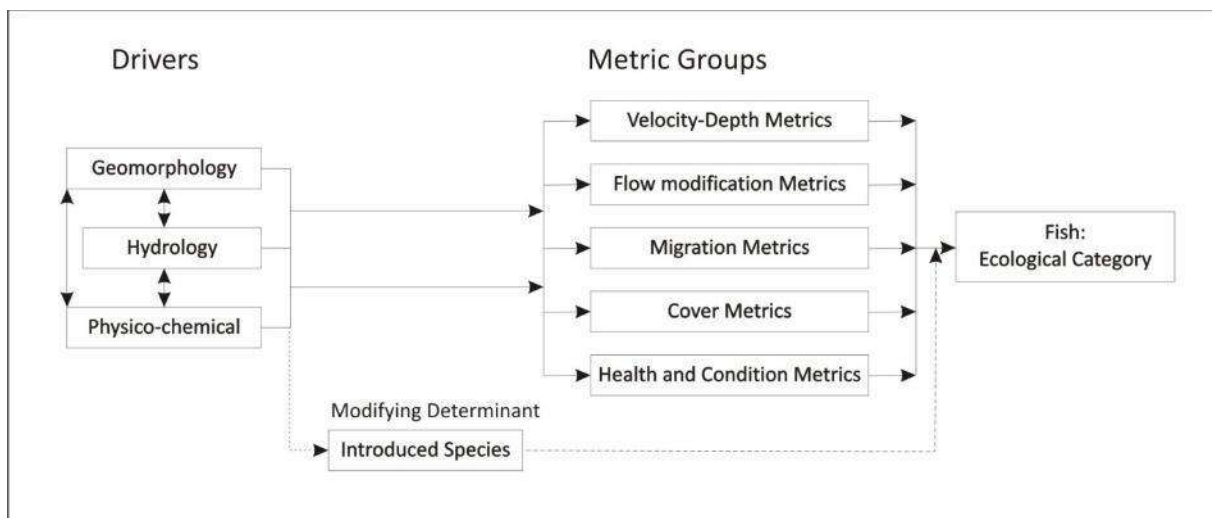 Drivers
Metric Groups
Geomorphology
Hydrology
Physico-chemical
Velocity-Depth Metrics
Flow modification Metrics
Migration Metrics
Cover Metrics
Health and Condition Metrics
Fish:
Ecological Category
Modifying Determinant
Introduced Species